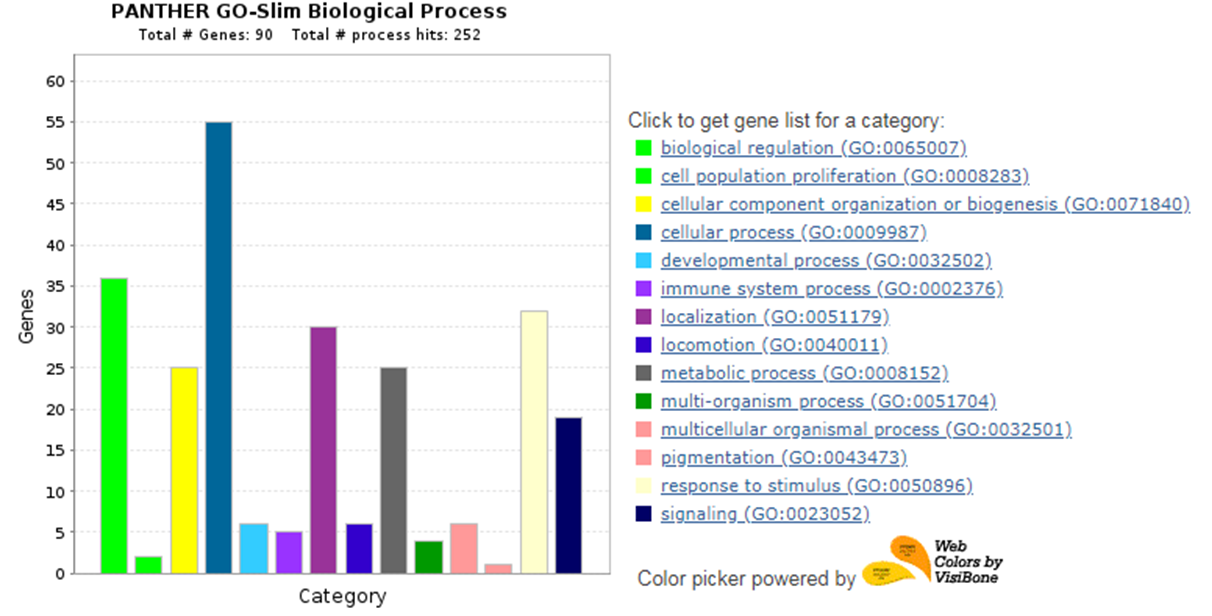 PANTHER GO-Slim Biological Process
Total # Genes: 90 Total # process hits: 252
60
55
50
45
40
35
30
25
20
15
10
5
0
Genes
Category
Click to get gene list for a category:
biological regulation (GO:0065007)
cell population proliferation (GO:0008283)
cellular component organization or biogenesis (GO:0071840)
cellular process (GO:0009987)
developmental process (GO:0032502)
immune system process (GO:0002376)
localization (GO:0051179)
locomotion (GO:0040011)
metabolic process (GO:0008152)
multi-organism process (GO:0051704)
multicellular organismal process (GO:0032501)
pigmentation (GO:0043473)
response to stimulus (GO:0050896)
signaling (GO:0023052)
Color picker powered by
Web
Colors by
VisiBone